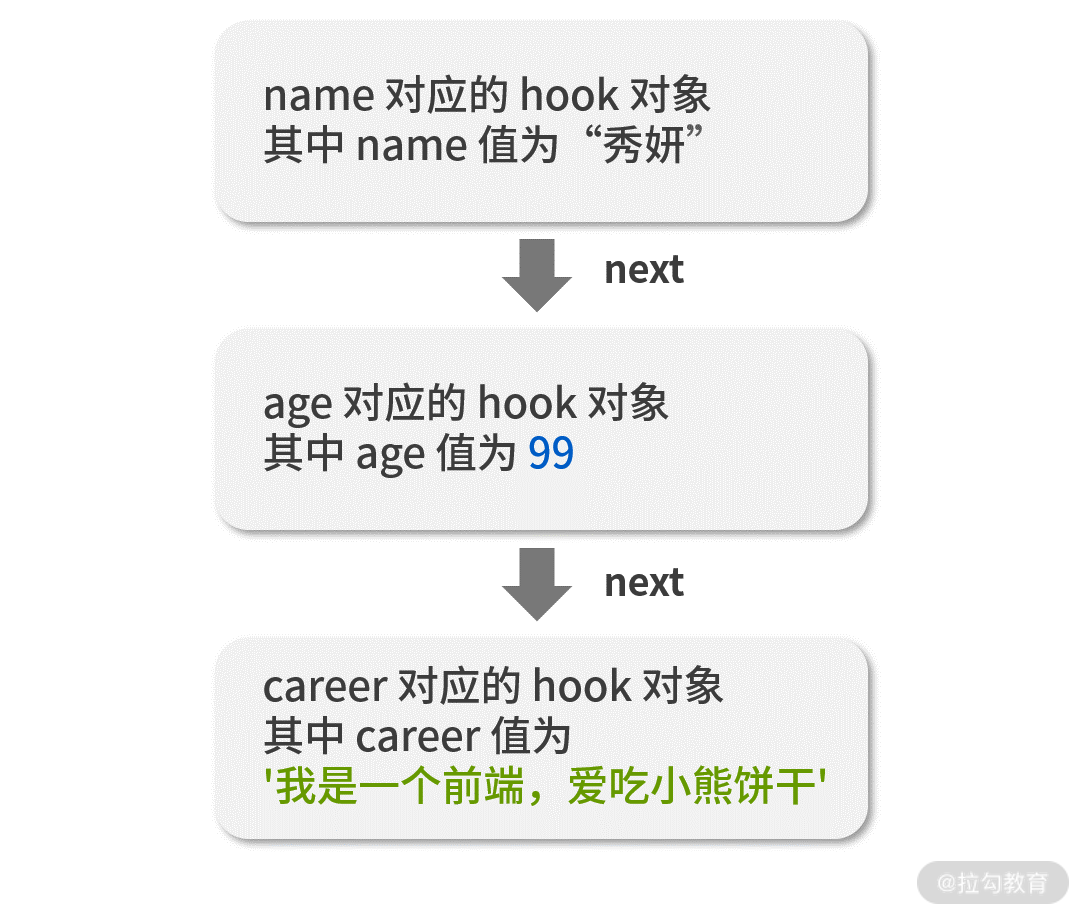 name 对应的 hook 对象
其中 name 值为“秀妍”
next
age 对应的 hook 对象
其中 age 值为 99
next
career 对应的 hook 对象
其中 career 值为
'我是一个前端，爱吃小熊饼干'
@拉勾教育